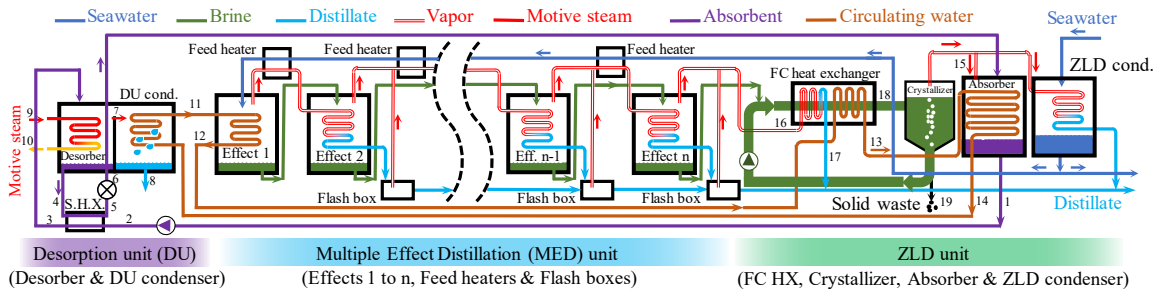 Seawater Brine Distillate Vapor Motive steam Absorbent Circulating water Seawater
Feed heater Feed heater Feed heater
FC heat exchanger
ZLD cond.
DU cond.
Crystallizer
Absorber
Motive steam
9 10 7 11 12 15 16 17 18 13
Desorber
Effect 1 Effect 2 Eff. n-1 Effect n
6 8 4 5
S.H.X.
3 2
Flash box Flash box Flash box
Solid waste 19 14 1
Distillate
Desorption unit (DU) Multiple Effect Distillation (MED) unit ZLD unit
(Desorber & DU condenser) (Effects 1 to n, Feed heaters & Flash boxes) (FC HX, Crystallizer, Absorber & ZLD condenser)